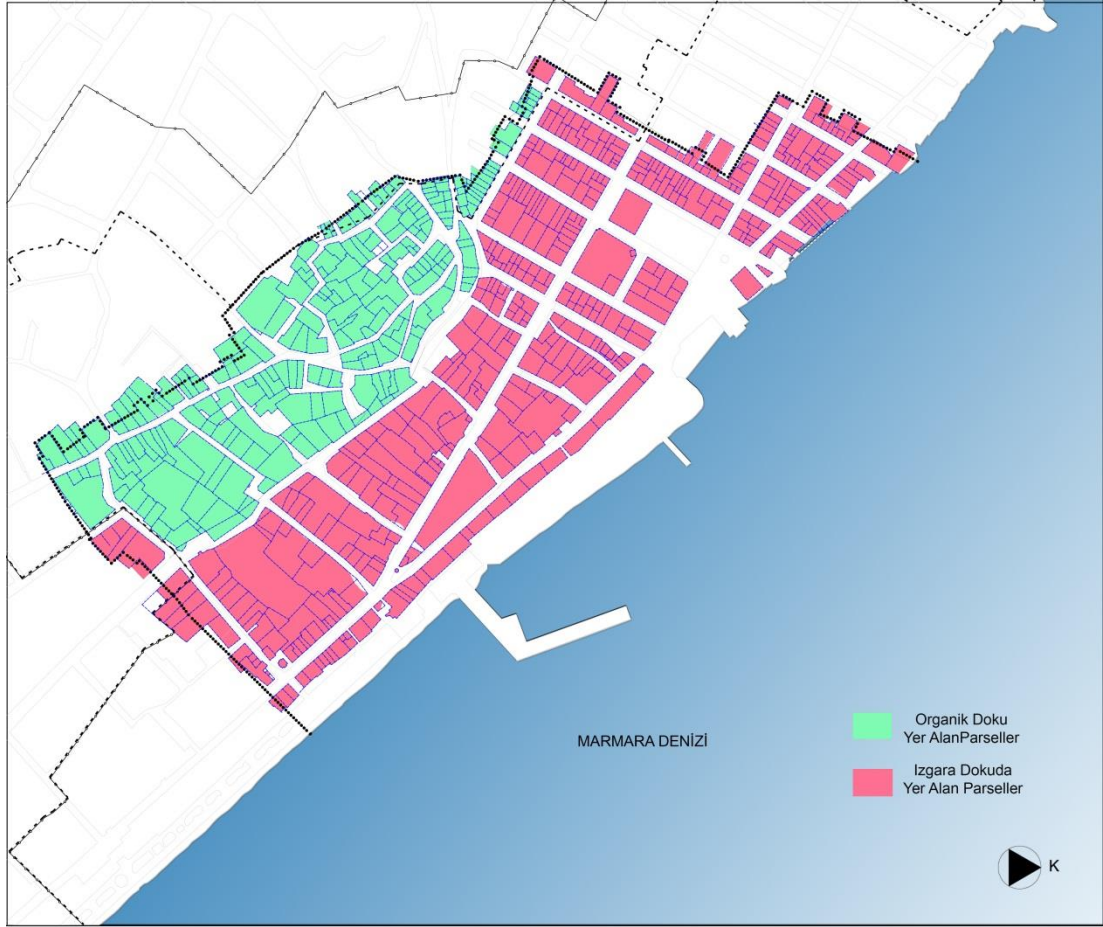 MARMARA DENİZİ
Organik Doku
Yer AlanParseller
Izgara Dokuda
Yer Alan Parseller
K